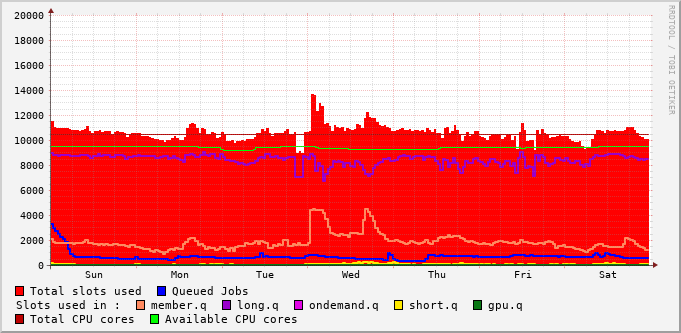 20000
18000
16000
14000
12000
10000
8000
6000
4000
2000
0
Sun Mon Tue Wed Thu Fri Sat
RRDTOOL / TOBI OETIKER
Total slots used Queued Jobs
Slots used in : member.q long.q ondemand.q short.q gpu.q
Total CPU cores Available CPU cores